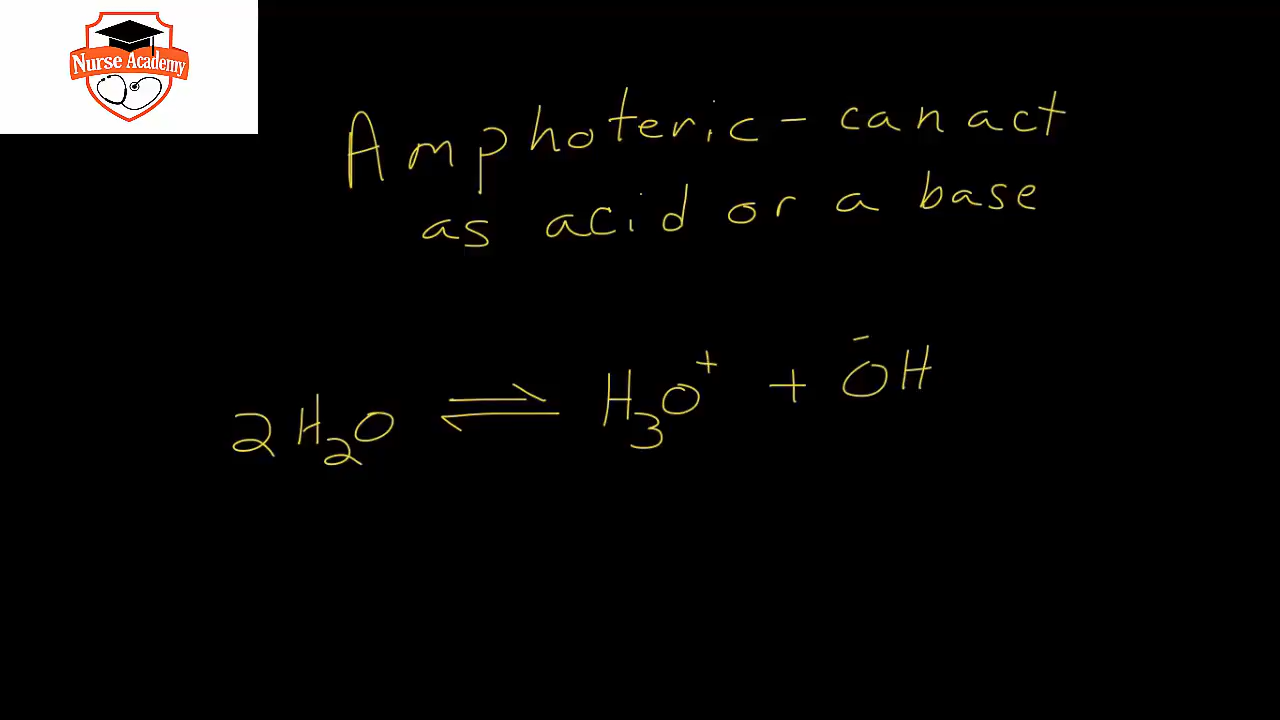 Nurse Academy
Amphoteric - can act
as acid or a base
2H₂O ⇌ H₃O⁺ + ⁻OH